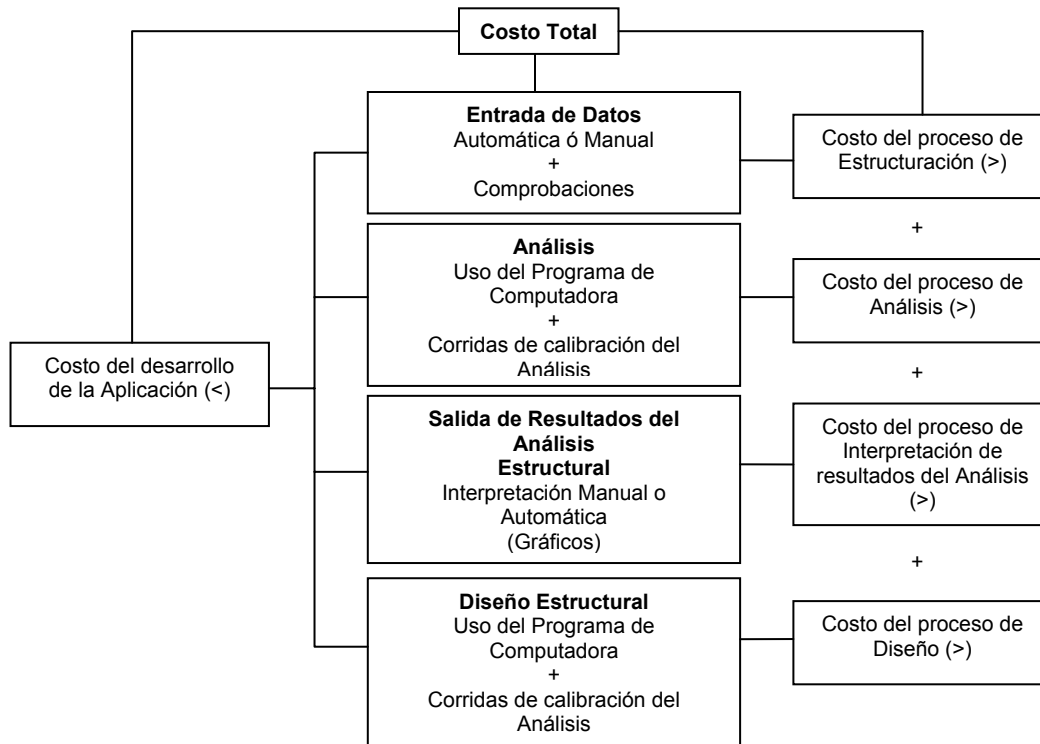 Costo Total
Entrada de Datos
Automática ó Manual
+
Comprobaciones
Costo del proceso de
Estructuración (>)
+
Análisis
Uso del Programa de
Computadora
+
Corridas de calibración del
Análisis
Costo del proceso de
Análisis (>)
+
Costo del desarrollo
de la Aplicación (<)
Salida de Resultados del
Análisis
Estructural
Interpretación Manual o
Automática
(Gráficos)
Costo del proceso de
Interpretación de
resultados del Análisis
(>)
+
Diseño Estructural
Uso del Programa de
Computadora
+
Corridas de calibración del
Análisis
Costo del proceso de
Diseño (>)